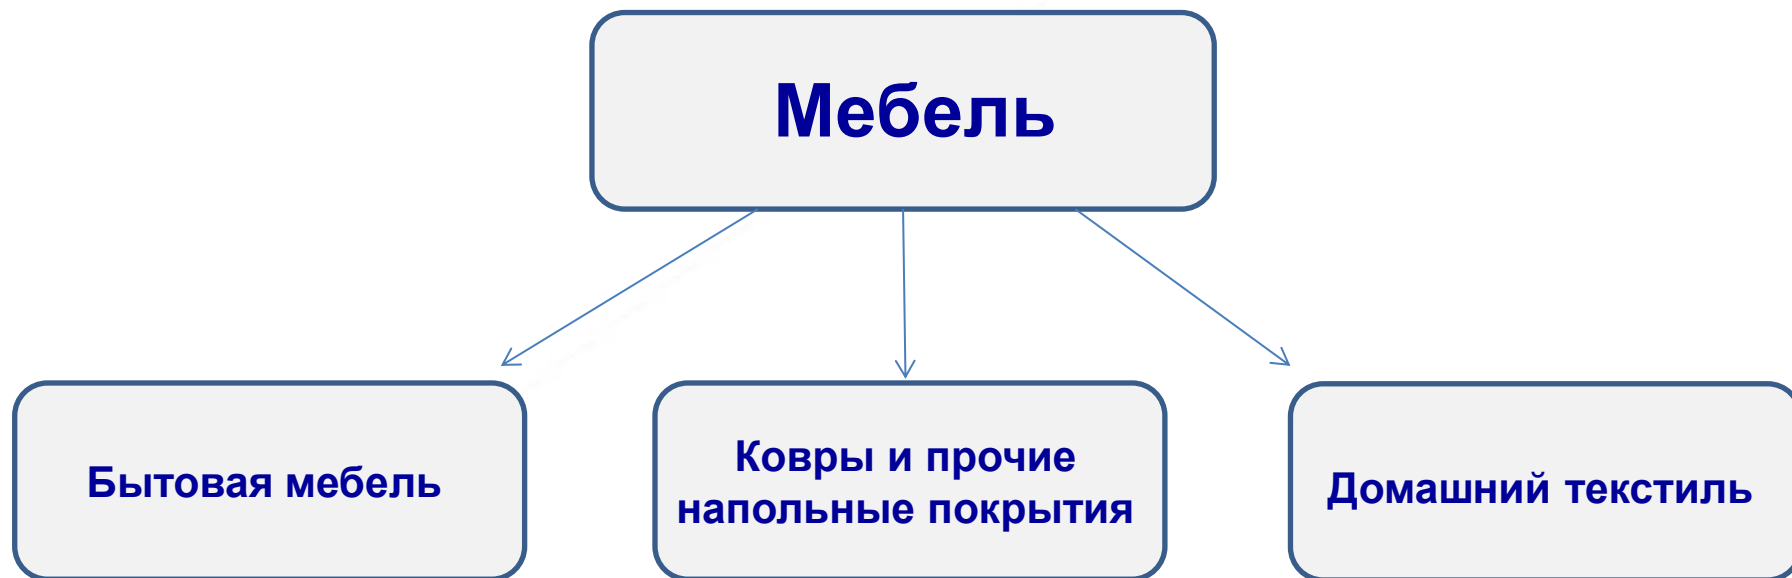 Мебель
Бытовая мебель
Ковры и прочие
напольные покрытия
Домашний текстиль